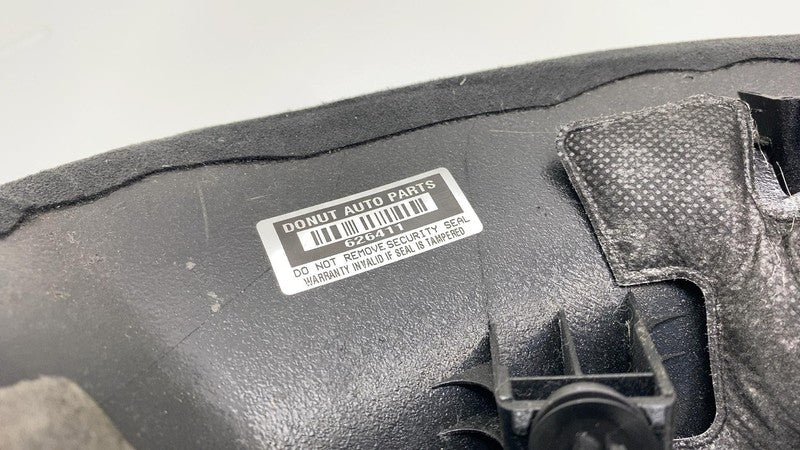 DONUT AUTO PARTS
626411
DO NOT REMOVE SECURITY SEAL
WARRANTY INVALID IF SEAL IS TAMPERED